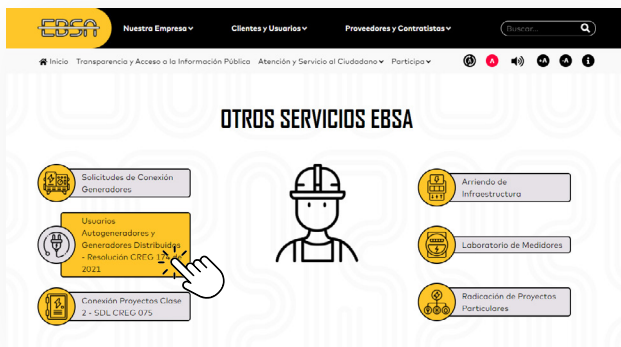 EBSA
Nuestra Empresa
Clientes y Usuarios
Proveedores y Contratistas
Buscar...
Inicio Transparencia y Acceso a la Información Pública Atención y Servicio al Ciudadano Participa
A
+A
-A
OTROS SERVICIOS EBSA
Solicitudes de Conexión
Generadores
Usuarios
Autogeneradores y
Generadores Distribuidos
- Resolución CREG 174 de
2021
Conexión Proyectos Clase
2 - SDL CREG 075
Arriendo de
Infraestructura
Laboratorio de Medidores
Radicación de Proyectos
Particulares